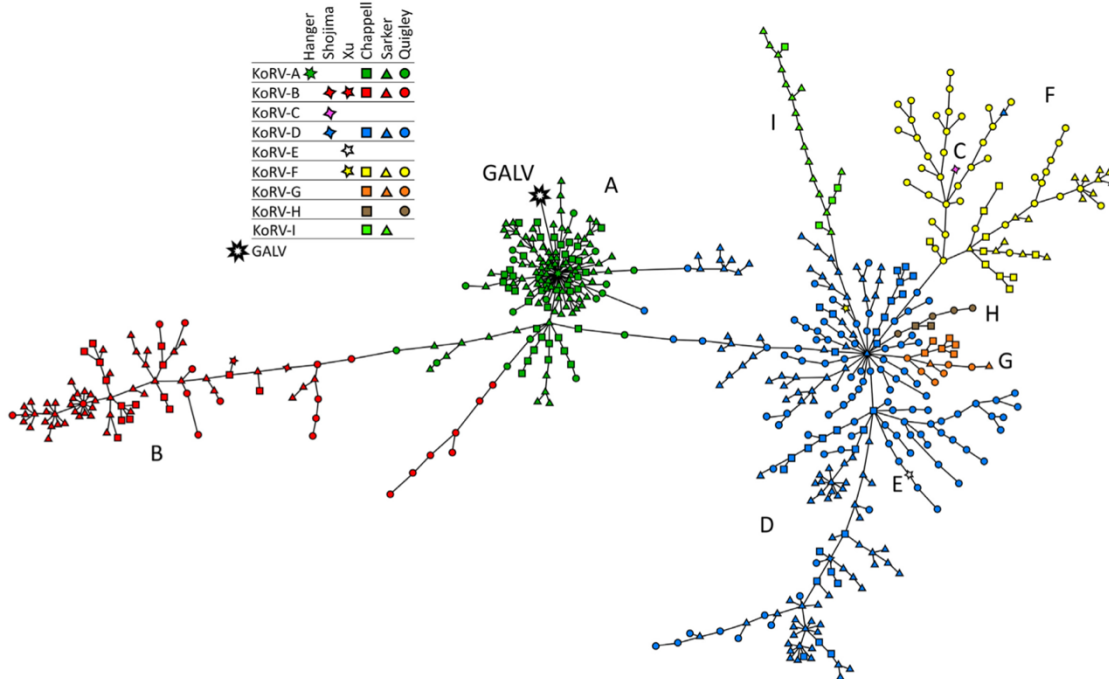 Hanger
Shojima
Xu
Chappell
Sarker
Quigley
KoRV-A
KoRV-B
KoRV-C
KoRV-D
KoRV-E
KoRV-F
KoRV-G
KoRV-H
KoRV-I
GALV
GALV
A
I
F
C
H
G
B
E
D